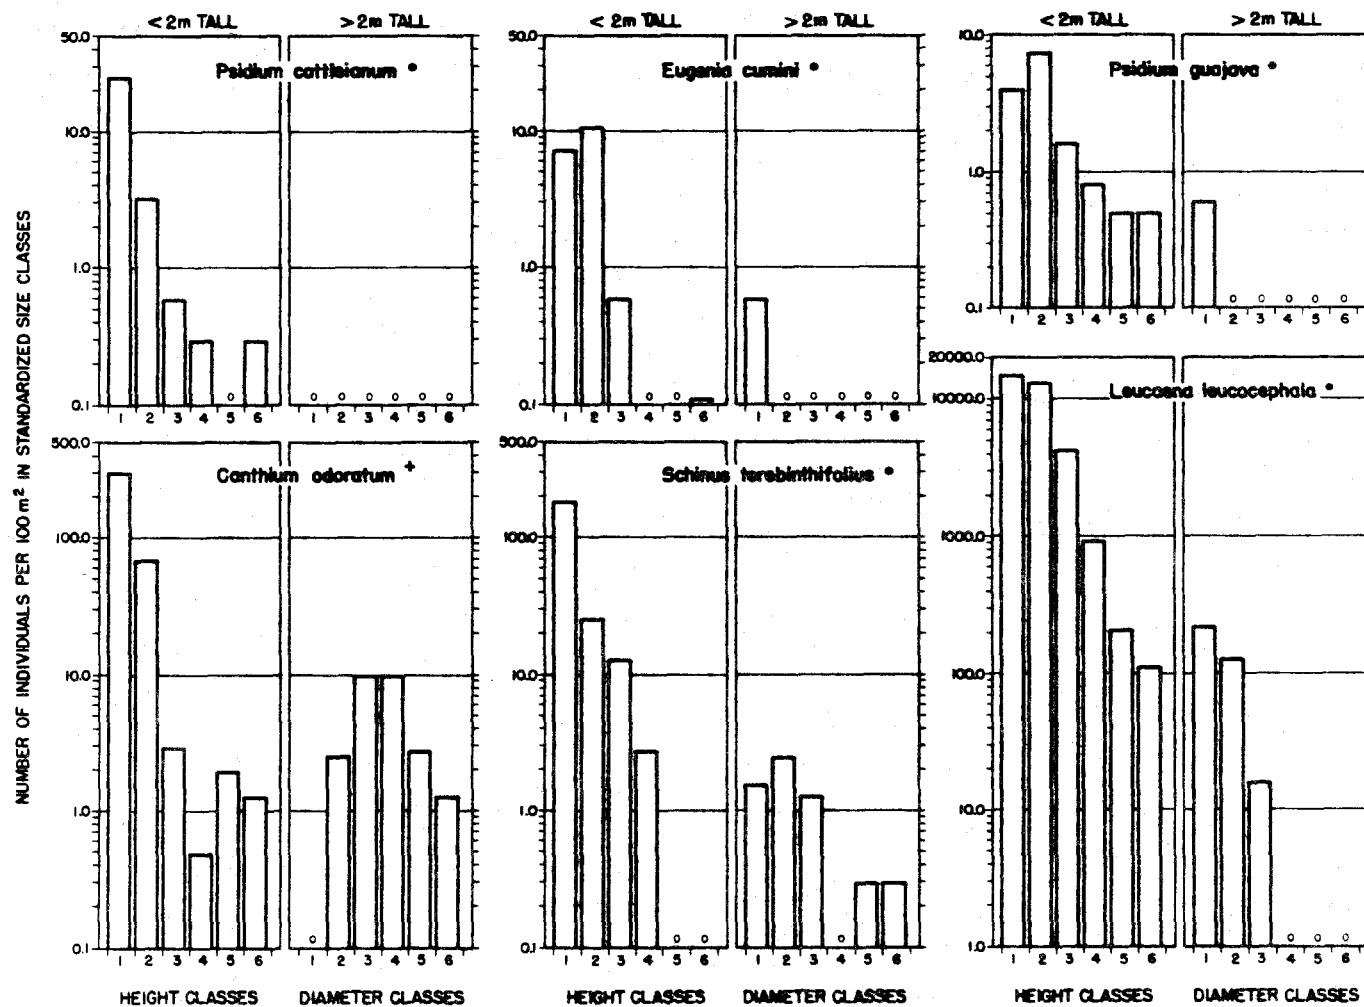 < 2m TALL > 2m TALL
50.0
10.0
1.0
0.1
Psidium cattleianum *
o o o o o o o
1 2 3 4 5 6 1 2 3 4 5 6
< 2m TALL > 2m TALL
50.0
10.0
1.0
0.1
Eugenia cumini *
o o o o o o o
1 2 3 4 5 6 1 2 3 4 5 6
< 2m TALL > 2m TALL
10.0
1.0
0.1
Psidium guajava *
o o o o o
1 2 3 4 5 6 1 2 3 4 5 6
NUMBER OF INDIVIDUALS PER 100 m² IN STANDARDIZED SIZE CLASSES
500.0
100.0
10.0
1.0
0.1
Canthium odoratum +
o
1 2 3 4 5 6 1 2 3 4 5 6
HEIGHT CLASSES DIAMETER CLASSES
500.0
100.0
10.0
1.0
0.1
Schinus terebinthifolius *
o o o
1 2 3 4 5 6 1 2 3 4 5 6
HEIGHT CLASSES DIAMETER CLASSES
20000.0
10000.0
1000.0
100.0
10.0
1.0
Leucaena leucocephala *
o o o
1 2 3 4 5 6 1 2 3 4 5 6
HEIGHT CLASSES DIAMETER CLASSES